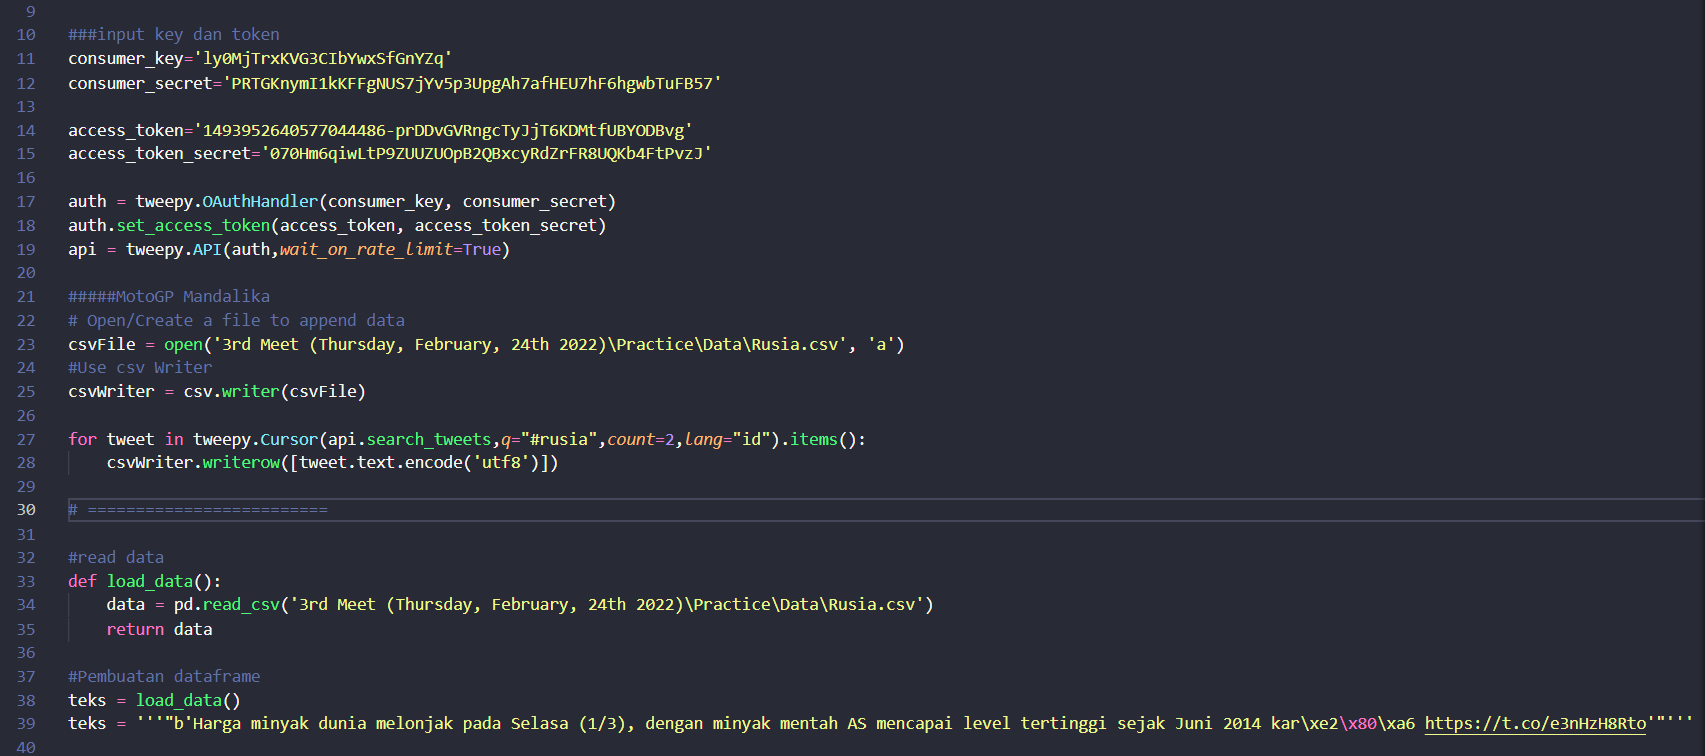 9
10 ###input key dan token
11 consumer_key='ly0MjTrxKVG3CIbYwxSfGnYZq'
12 consumer_secret='PRTGKnymI1kKFFgNUS7jYv5p3UpgAh7afHEU7hF6hgwbTuFB57'
13
14 access_token='1493952640577044486-prDDvGVRngcTyJjT6KDMtfUBYODBvg'
15 access_token_secret='070Hm6qiwLtP9ZUUZUOpB2QBxcyRdZrFR8UQKb4FtPvzJ'
16
17 auth = tweepy.OAuthHandler(consumer_key, consumer_secret)
18 auth.set_access_token(access_token, access_token_secret)
19 api = tweepy.API(auth,wait_on_rate_limit=True)
20
21 #####MotoGP Mandalika
22 # Open/Create a file to append data
23 csvFile = open('3rd Meet (Thursday, February, 24th 2022)\Practice\Data\Rusia.csv', 'a')
24 #Use csv Writer
25 csvWriter = csv.writer(csvFile)
26
27 for tweet in tweepy.Cursor(api.search_tweets,q="#rusia",count=2,lang="id").items():
28     csvWriter.writerow([tweet.text.encode('utf8')])
29
30 # =========================
31
32 #read data
33 def load_data():
34     data = pd.read_csv('3rd Meet (Thursday, February, 24th 2022)\Practice\Data\Rusia.csv')
35     return data
36
37 #Pembuatan dataframe
38 teks = load_data()
39 teks = '''"b'Harga minyak dunia melonjak pada Selasa (1/3), dengan minyak mentah AS mencapai level tertinggi sejak Juni 2014 kar\xe2\x80\xa6 https://t.co/e3nHzH8Rto'"'''
40